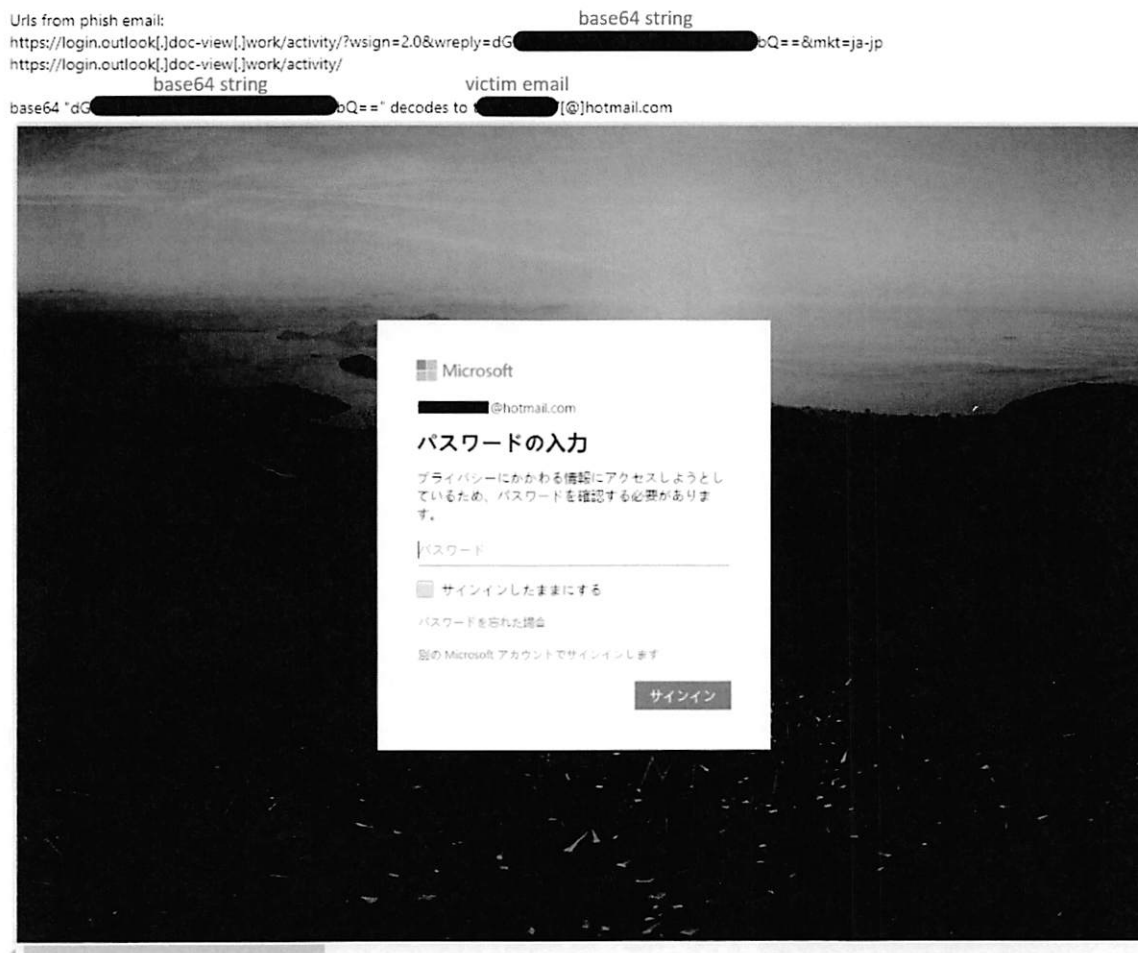 Urls from phish email:
base64 string
https://login.outlook[.]doc-view[.]work/activity/?wsign=2.0&wreply=dG bQ==&mkt=ja-jp
https://login.outlook[.]doc-view[.]work/activity/
base64 string victim email
base64 "dG bQ==" decodes to t [@]hotmail.com
Microsoft
@hotmail.com
パスワードの入力
プライバシーにかかわる情報にアクセスしようとし
ているため、パスワードを確認する必要がありま
す。
パスワード
サインインしたままにする
パスワードを忘れた場合
別の Microsoft アカウントでサインインします
サインイン